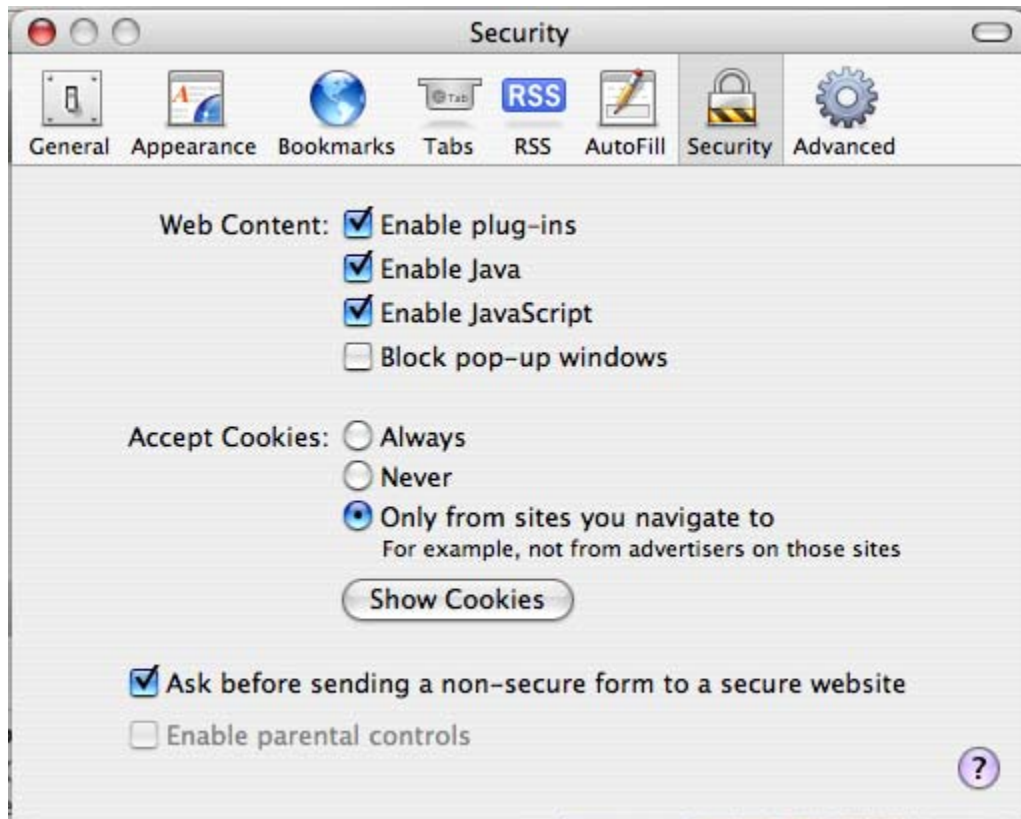 Security
General Appearance Bookmarks Tabs RSS AutoFill Security Advanced
@ Tab
RSS
Web Content: Enable plug-ins
Enable Java
Enable JavaScript
Block pop-up windows
Accept Cookies: Always
Never
Only from sites you navigate to
For example, not from advertisers on those sites
Show Cookies
Ask before sending a non-secure form to a secure website
Enable parental controls
?